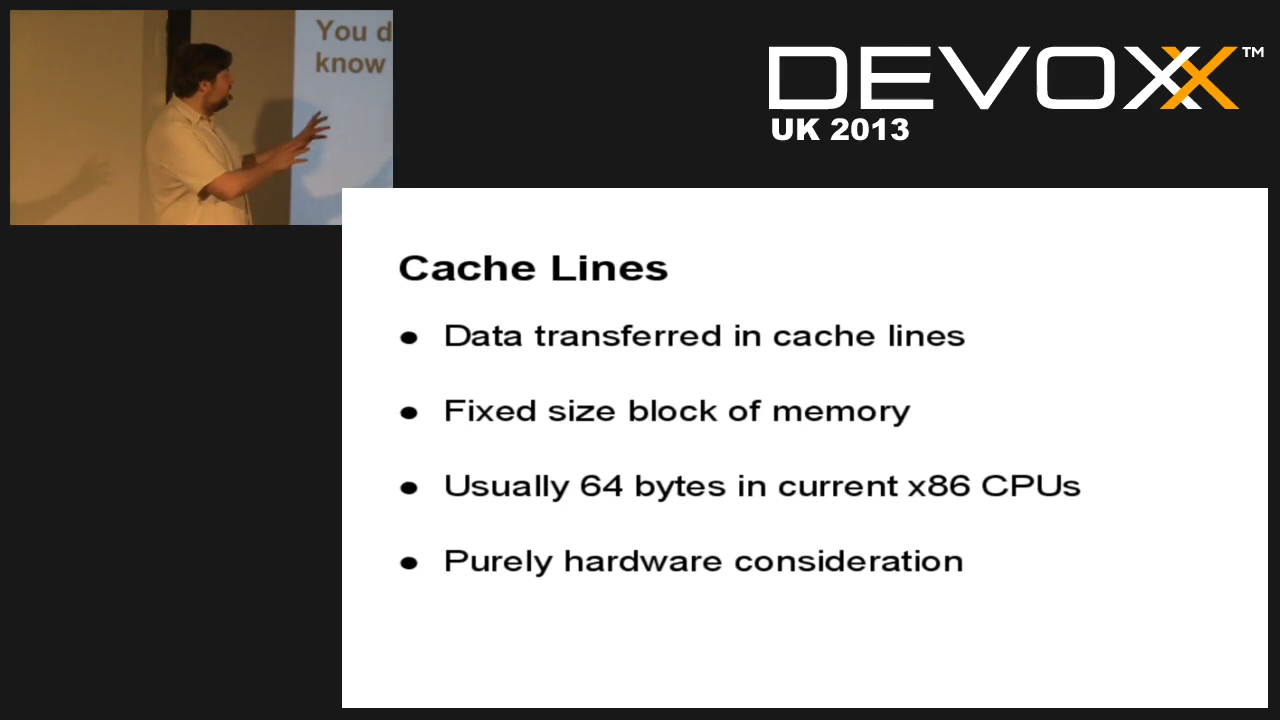 You d
know
DEVOXX™
UK 2013
Cache Lines
● Data transferred in cache lines
● Fixed size block of memory
● Usually 64 bytes in current x86 CPUs
● Purely hardware consideration